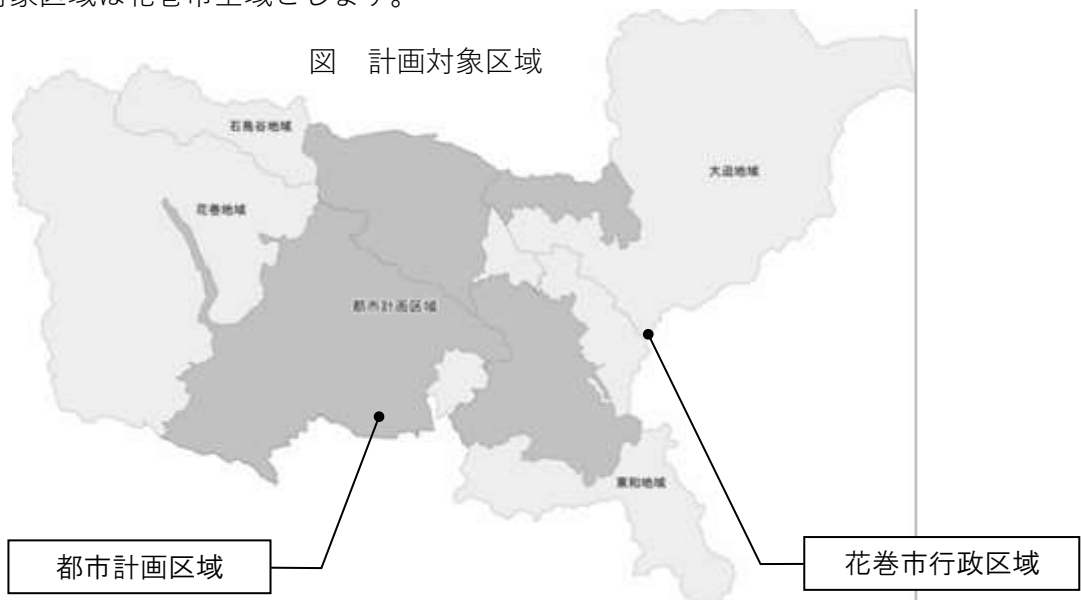 対象区域は花巻市全域とします。
図　計画対象区域
石鳥谷地域
大迫地域
花巻地域
都市計画区域
東和地域
都市計画区域
花巻市行政区域